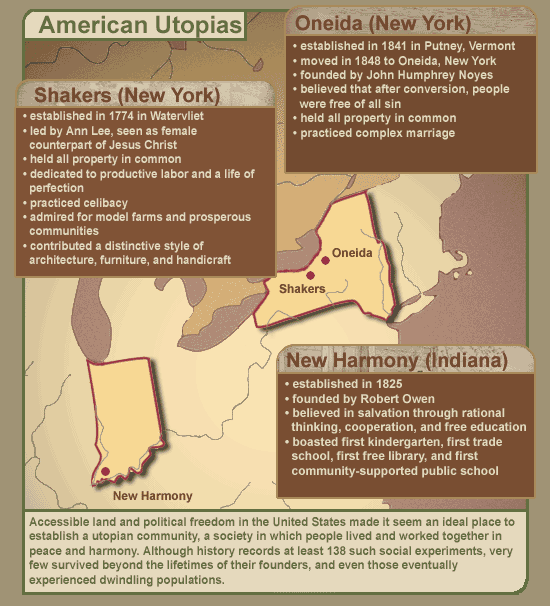 American Utopias
Oneida (New York)
• established in 1841 in Putney, Vermont
• moved in 1848 to Oneida, New York
• founded by John Humphrey Noyes
• believed that after conversion, people
were free of all sin
• held all property in common
• practiced complex marriage
Shakers (New York)
• established in 1774 in Watervliet
• led by Ann Lee, seen as female
counterpart of Jesus Christ
• held all property in common
• dedicated to productive labor and a life of
perfection
• practiced celibacy
• admired for model farms and prosperous
communities
• contributed a distinctive style of
architecture, furniture, and handicraft
Oneida
Shakers
New Harmony (Indiana)
• established in 1825
• founded by Robert Owen
• believed in salvation through rational
thinking, cooperation, and free education
• boasted first kindergarten, first trade
school, first free library, and first
community-supported public school
New Harmony
Accessible land and political freedom in the United States made it seem an ideal place to
establish a utopian community, a society in which people lived and worked together in
peace and harmony. Although history records at least 138 such social experiments, very
few survived beyond the lifetimes of their founders, and even those eventually
experienced dwindling populations.